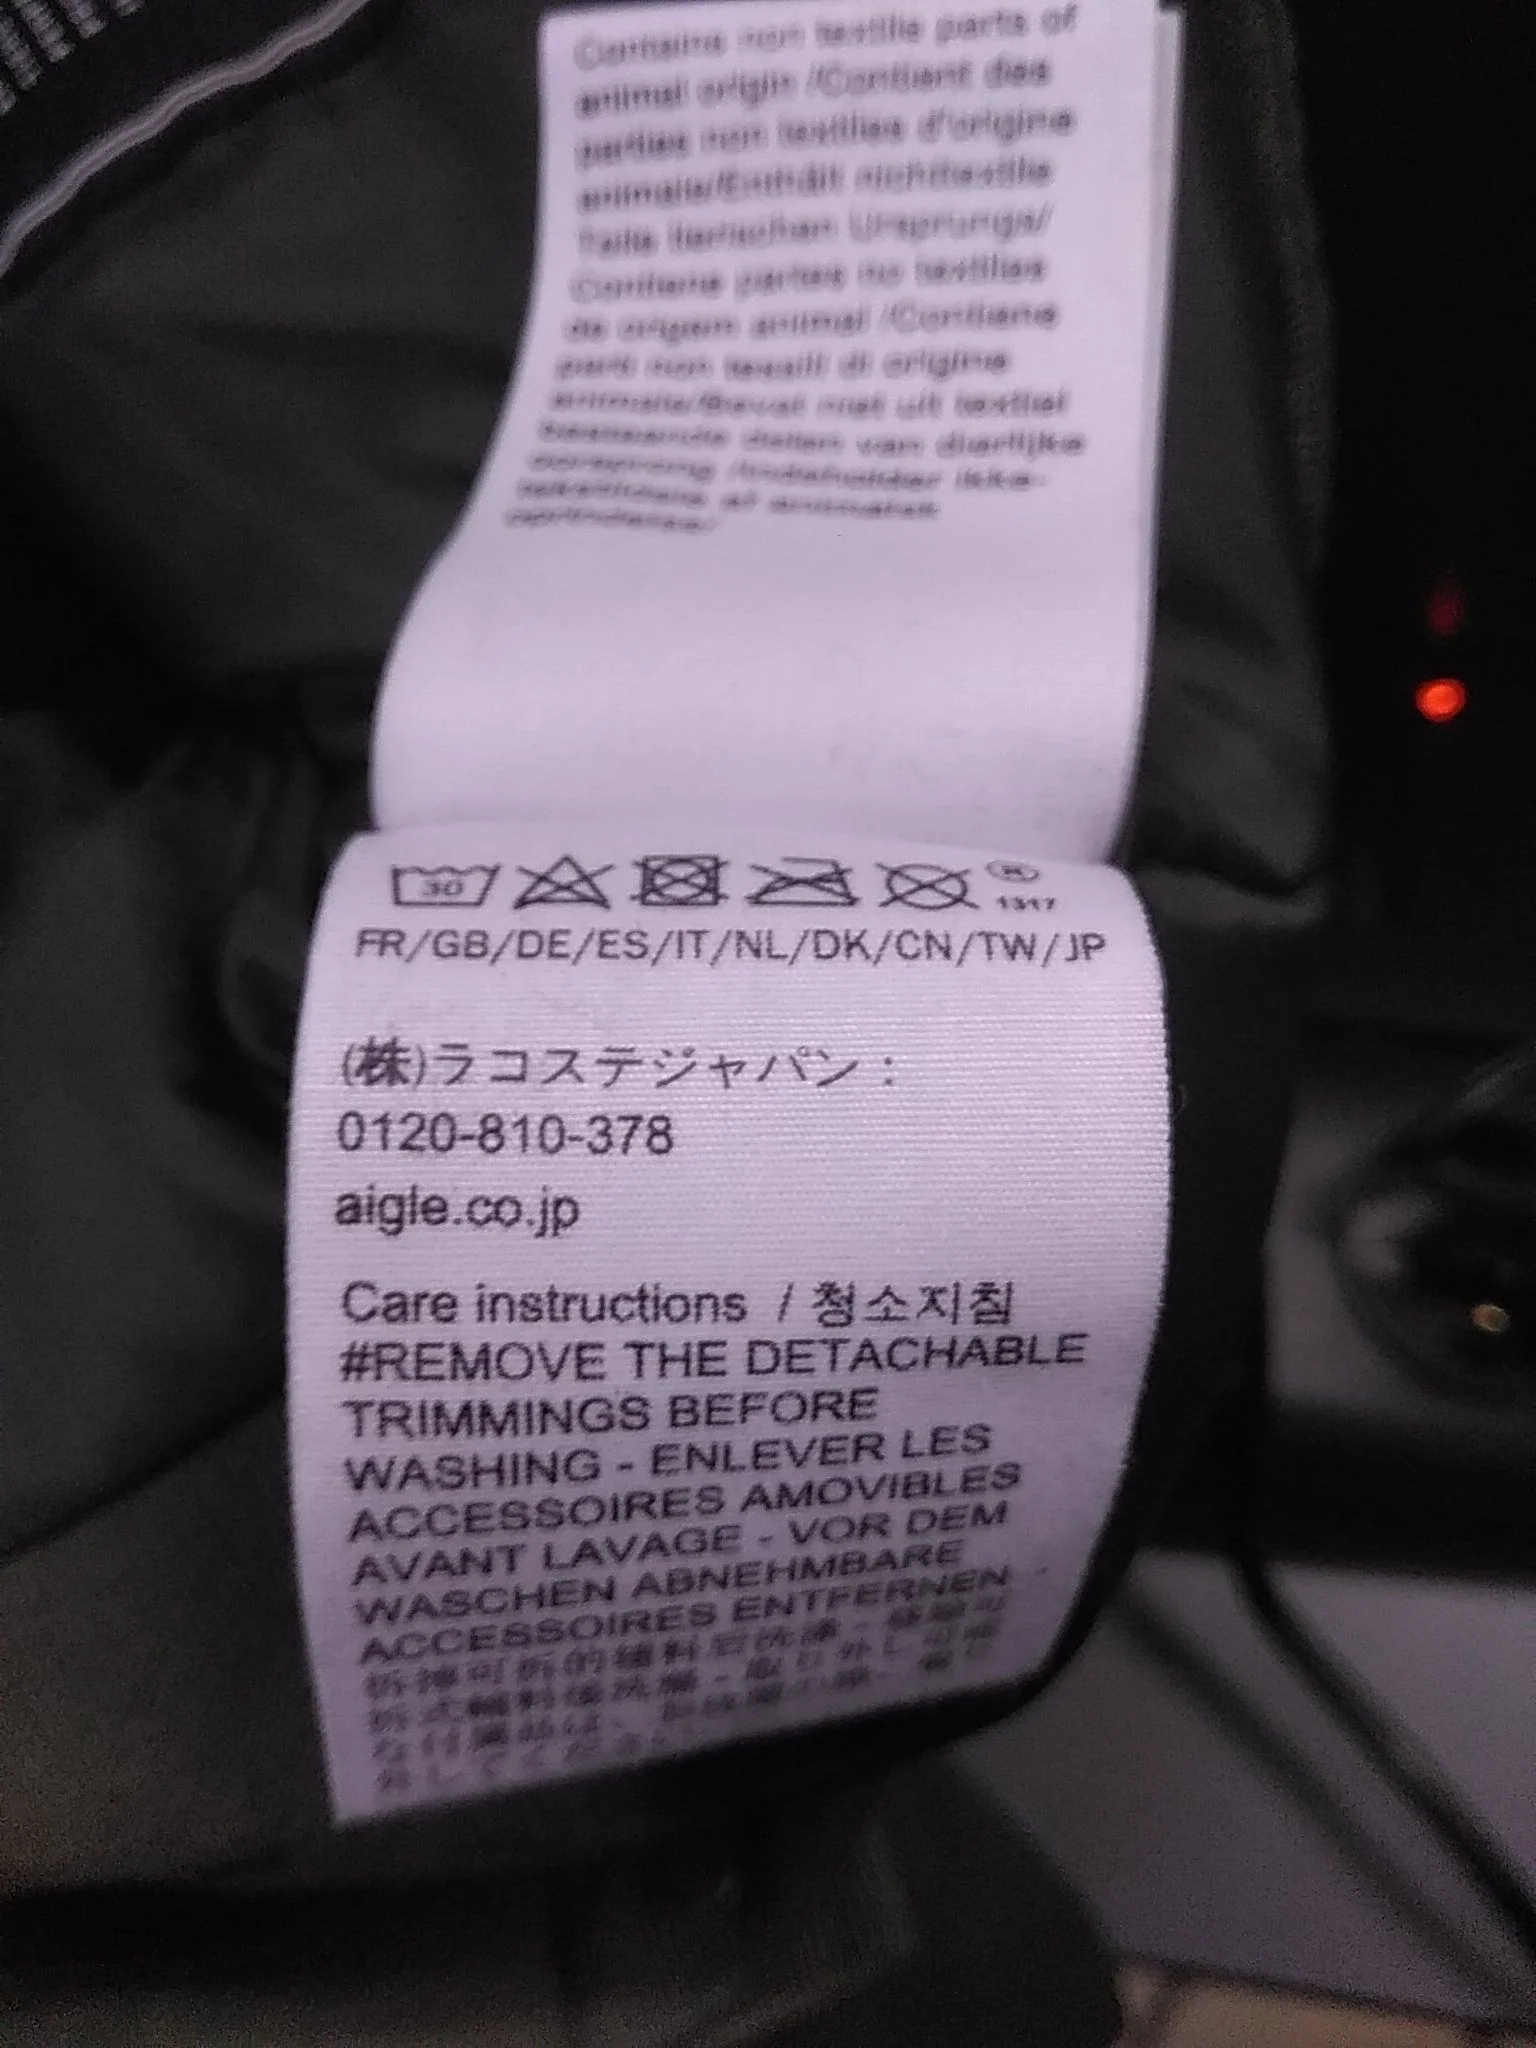 Contains non textile parts of
animal origin /Contient des
parties non textiles d'origine
animale/Enthält nichttextile
Teile tierischen Ursprungs/
Contiene partes no textiles
de origen animal /Contiene
parti non tessili di origine
animale/Bevat niet uit textiel
bestaande delen van dierlijke
oorsprong /Indeholder ikke-
af animalsk
oprindelse/
30
R
1317
FR/GB/DE/ES/IT/NL/DK/CN/TW/JP
(株)ラコステジャパン :
0120-810-378
aigle.co.jp
Care instructions / 청소지침
#REMOVE THE DETACHABLE
TRIMMINGS BEFORE
WASHING - ENLEVER LES
ACCESSOIRES AMOVIBLES
AVANT LAVAGE - VOR DEM
WASCHEN ABNEHMBARE
ACCESSOIRES ENTFERNEN -